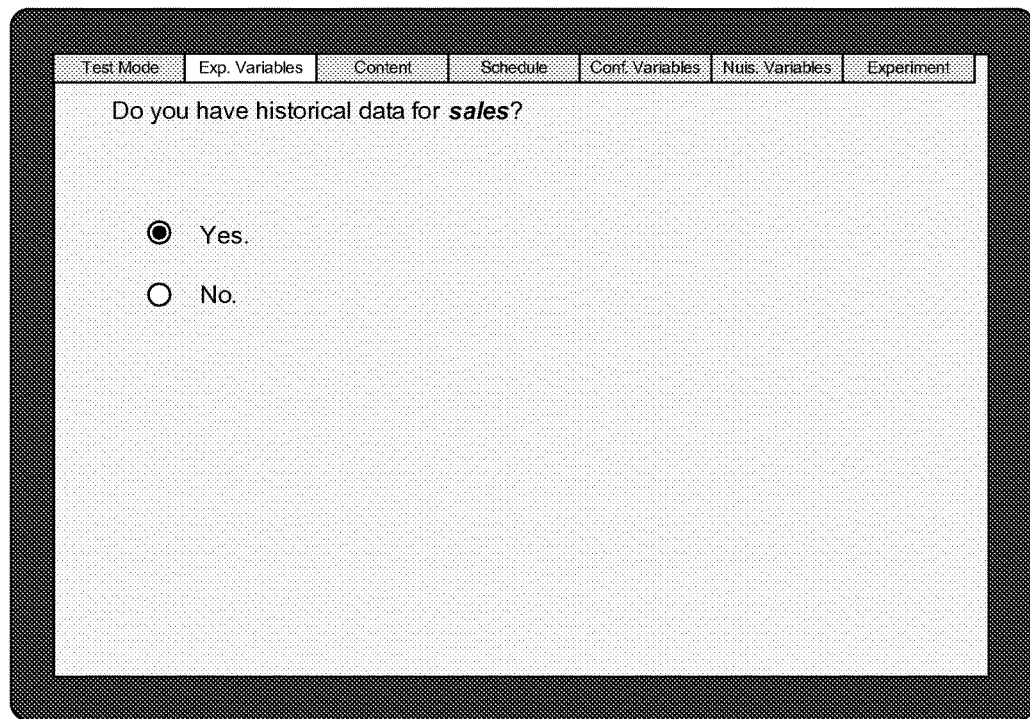 Test Mode Exp. Variables Content Schedule Conf. Variables Nuis. Variables Experiment
Do you have historical data for sales?
Yes.
No.